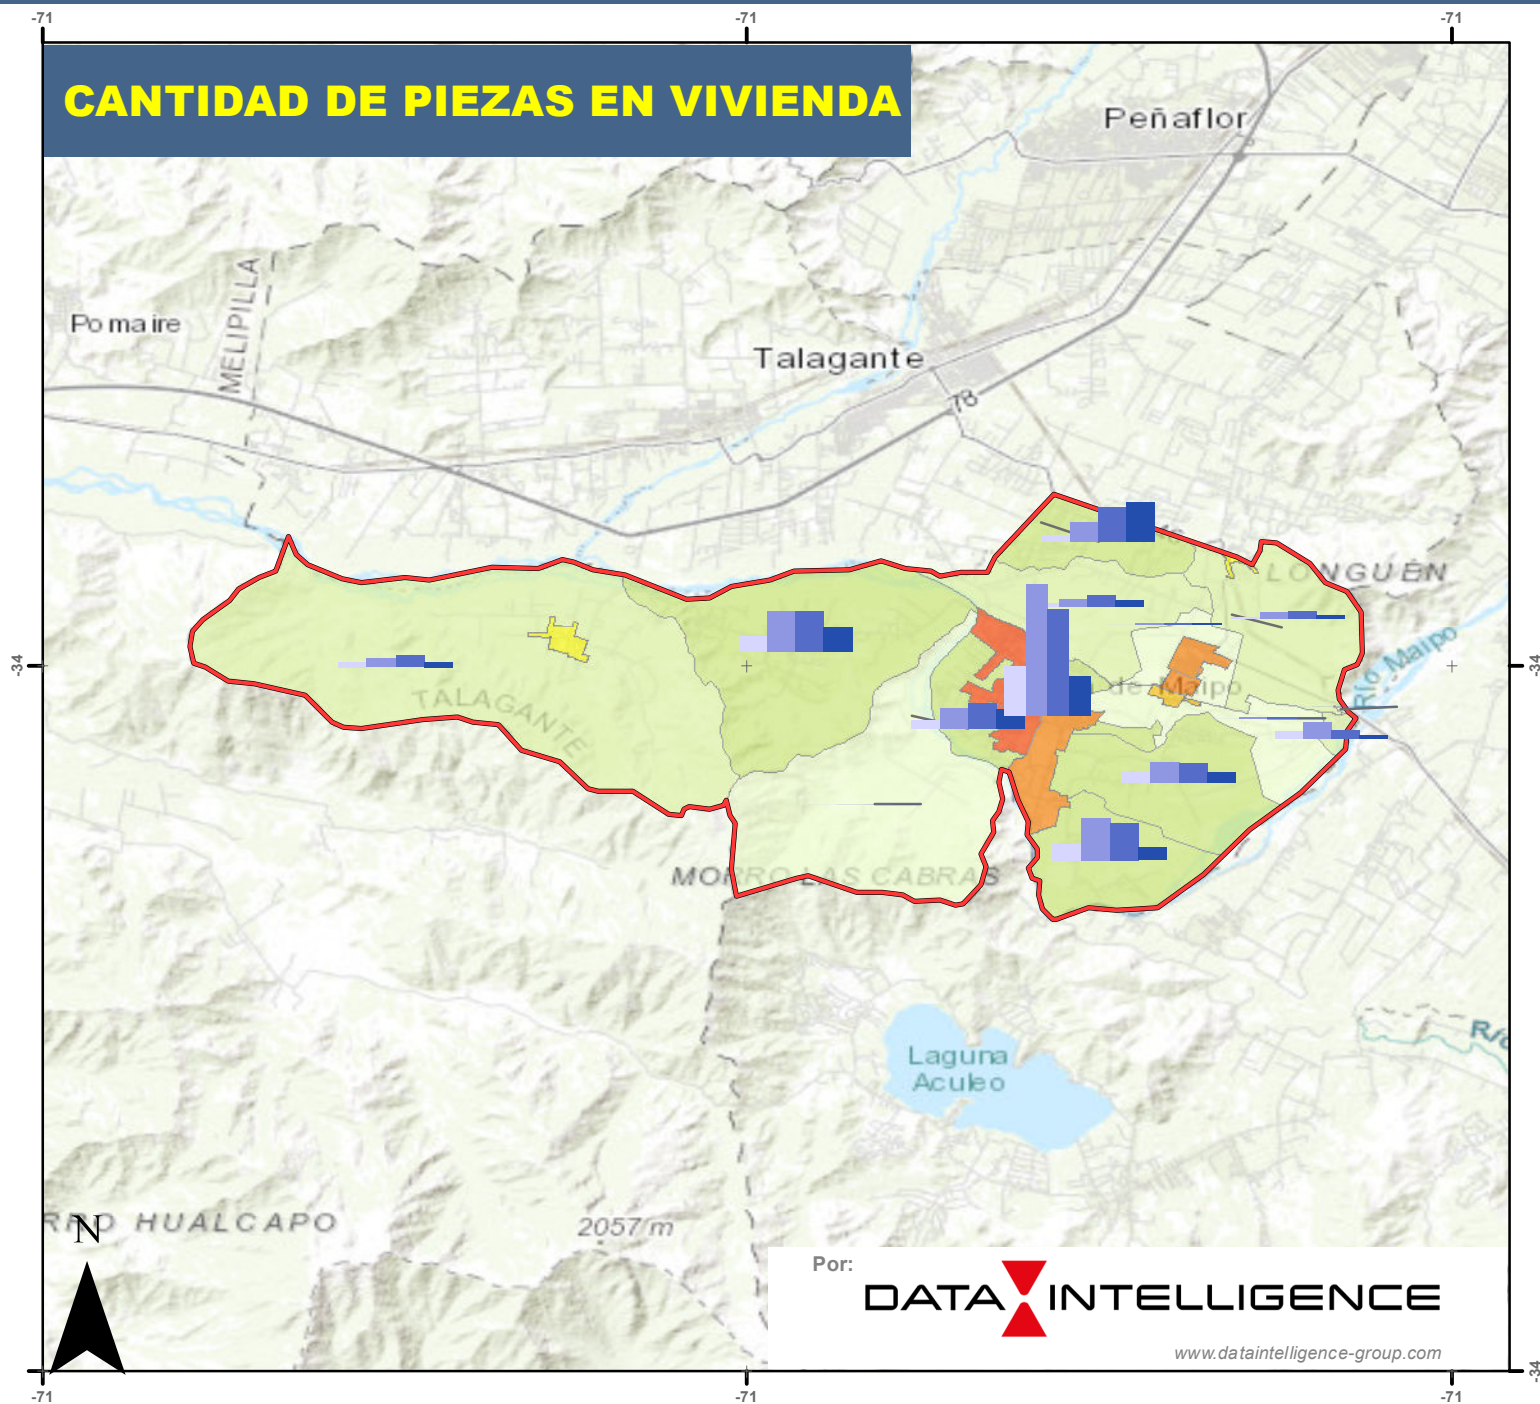 -71
-71
-71
CANTIDAD DE PIEZAS EN VIVIENDA
Peñaflor
MELIPILLA
Pomaire
Talagante
78
LONGUÉN
-34
-34
Río Maipo
de Maipo
TALAGANTE
MORRO LAS CABRAS
Río
Laguna
Aculeo
RRO HUALCAPO
2057 m
N
Por:
DATA INTELLIGENCE
www.dataintelligence-group.com
-34
-71
-71
-71